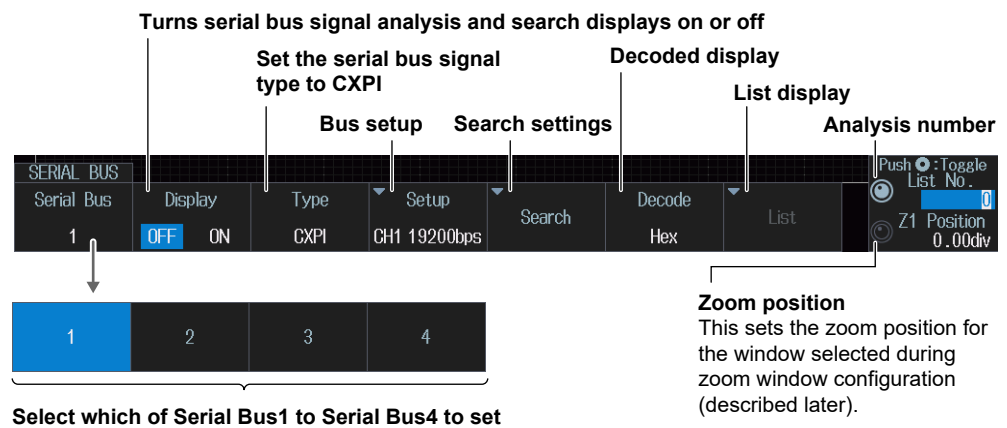 Turns serial bus signal analysis and search displays on or off
Set the serial bus signal
type to CXPI
Decoded display
List display
Bus setup
Search settings
Analysis number
SERIAL BUS
Serial Bus
1
Display
OFF ON
Type
CXPI
Setup
CH1 19200bps
Search
Decode
Hex
List
Push :Toggle
List No.
0
Z1 Position
0.00div
1
2
3
4
Select which of Serial Bus1 to Serial Bus4 to set
Zoom position
This sets the zoom position for
the window selected during
zoom window configuration
(described later).